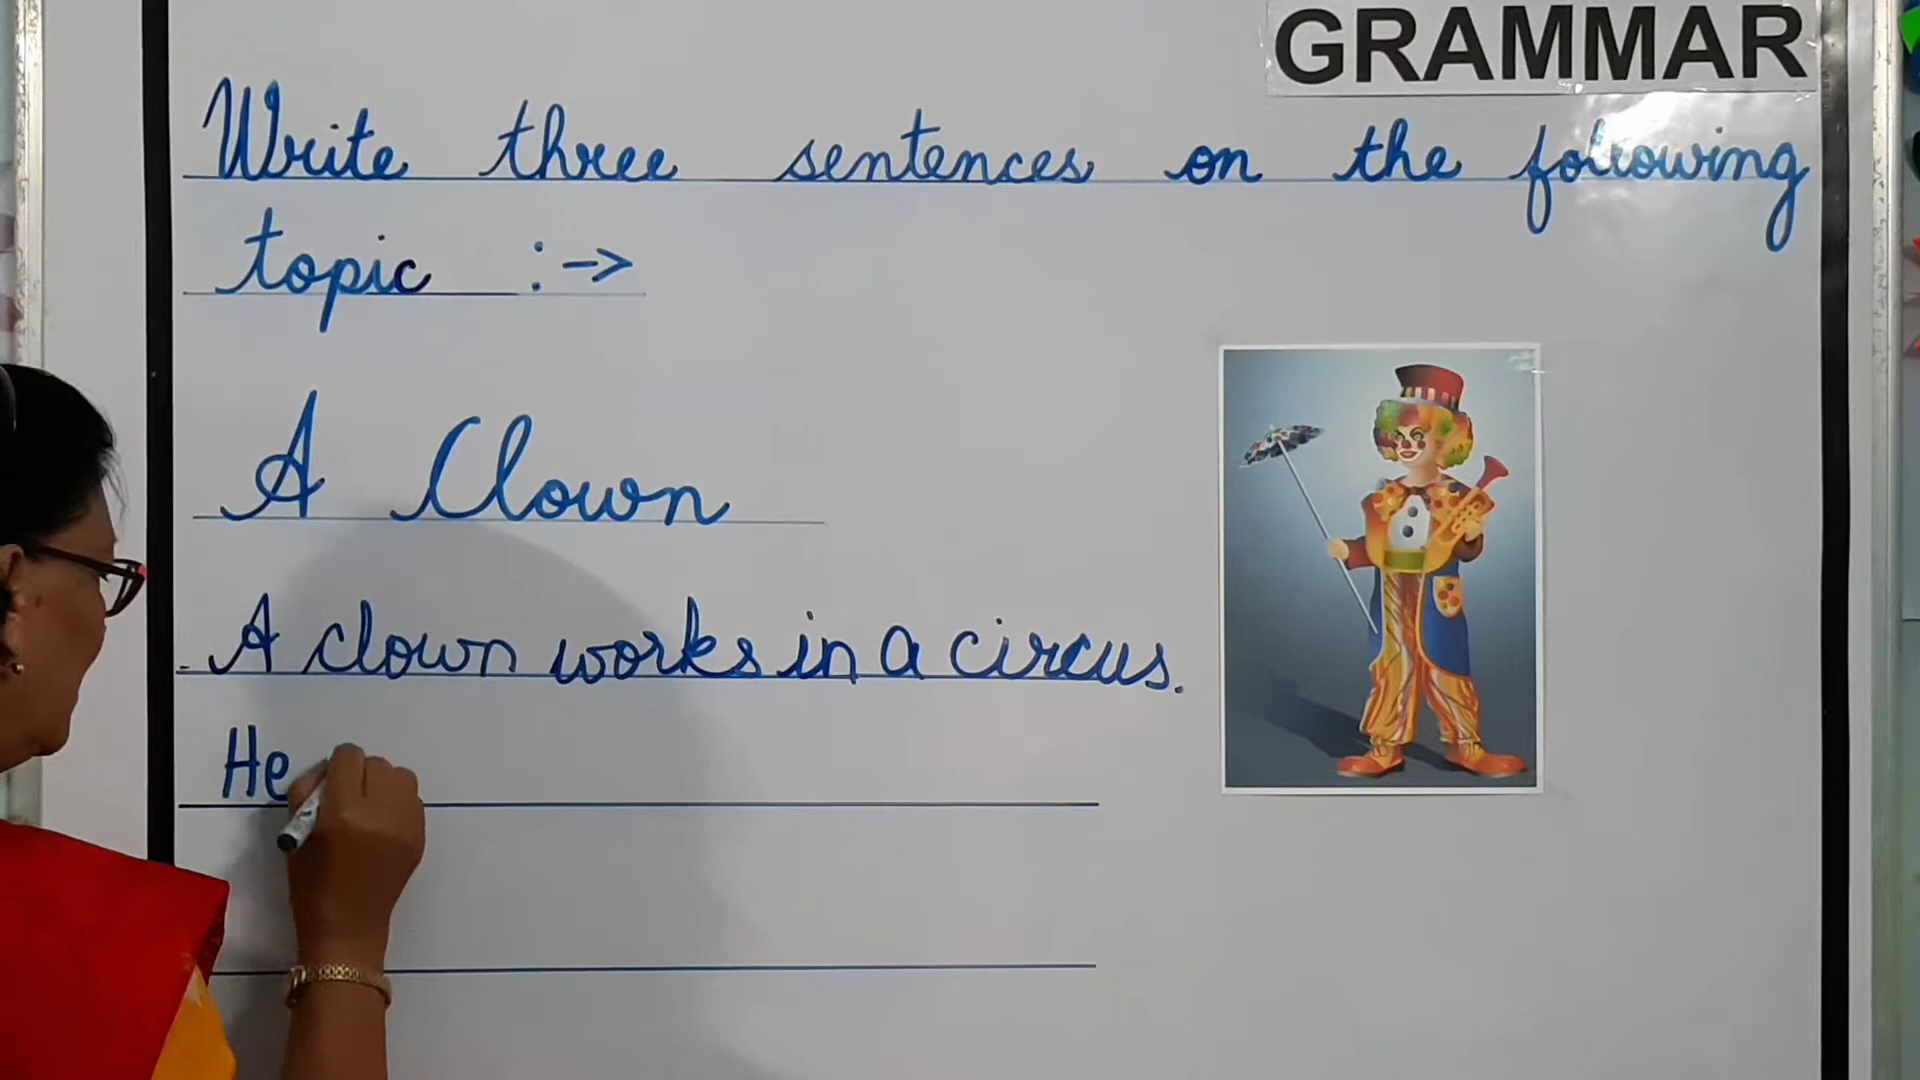 GRAMMAR
Write three sentences on the following
topic :->
A Clown
A clown works in a circus.
He